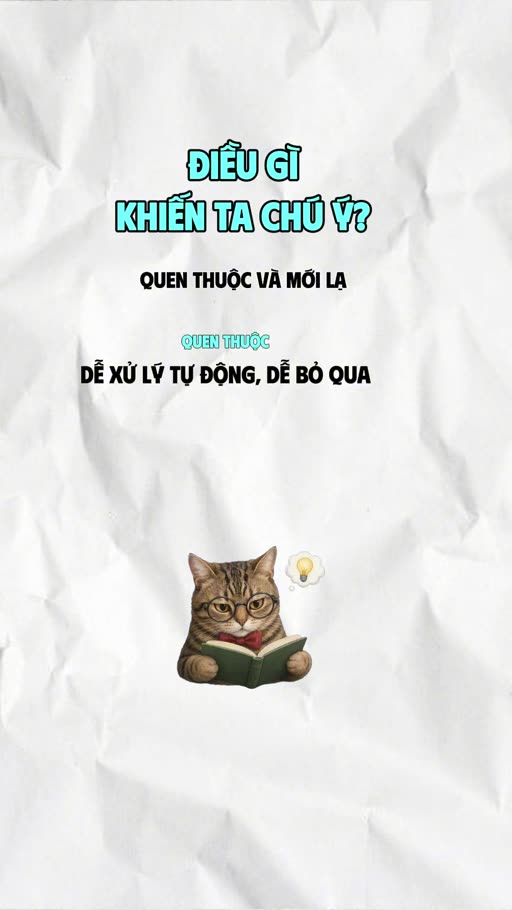 ĐIỀU GÌ
KHIẾN TA CHÚ Ý?
QUEN THUỘC VÀ MỚI LẠ
QUEN THUỘC
DỄ XỬ LÝ TỰ ĐỘNG, DỄ BỎ QUA